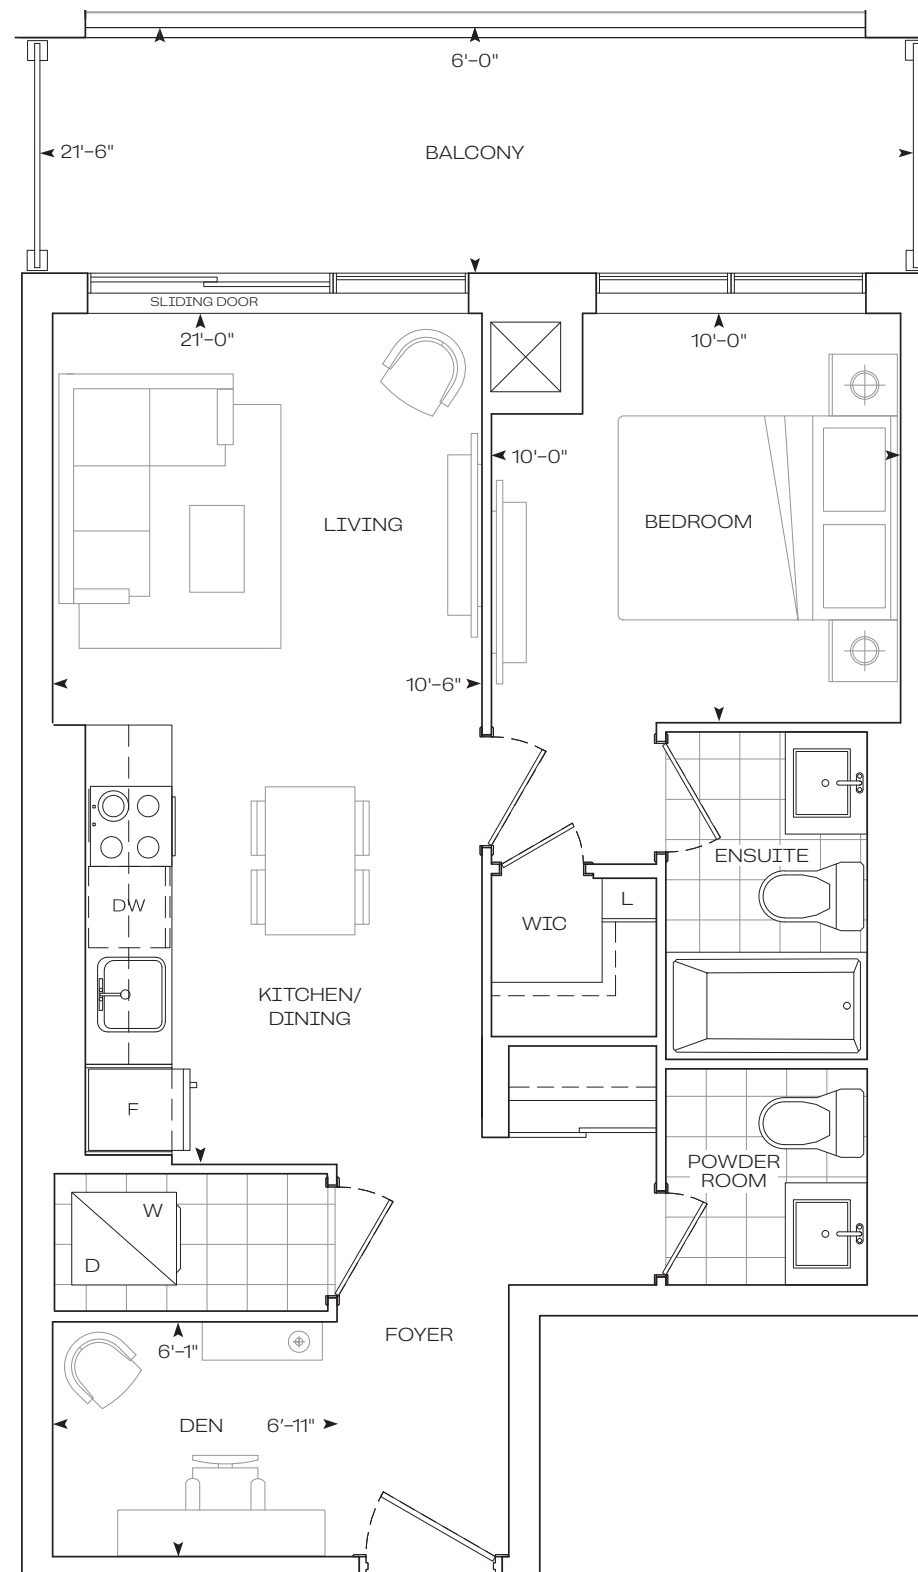 6'-0"
21'-6"
BALCONY
SLIDING DOOR
21'-0"
10'-0"
10'-0"
LIVING
BEDROOM
10'-6"
ENSUITE
DW
L
WIC
KITCHEN/
DINING
F
POWDER
ROOM
W
D
FOYER
6'-1"
DEN
6'-11"